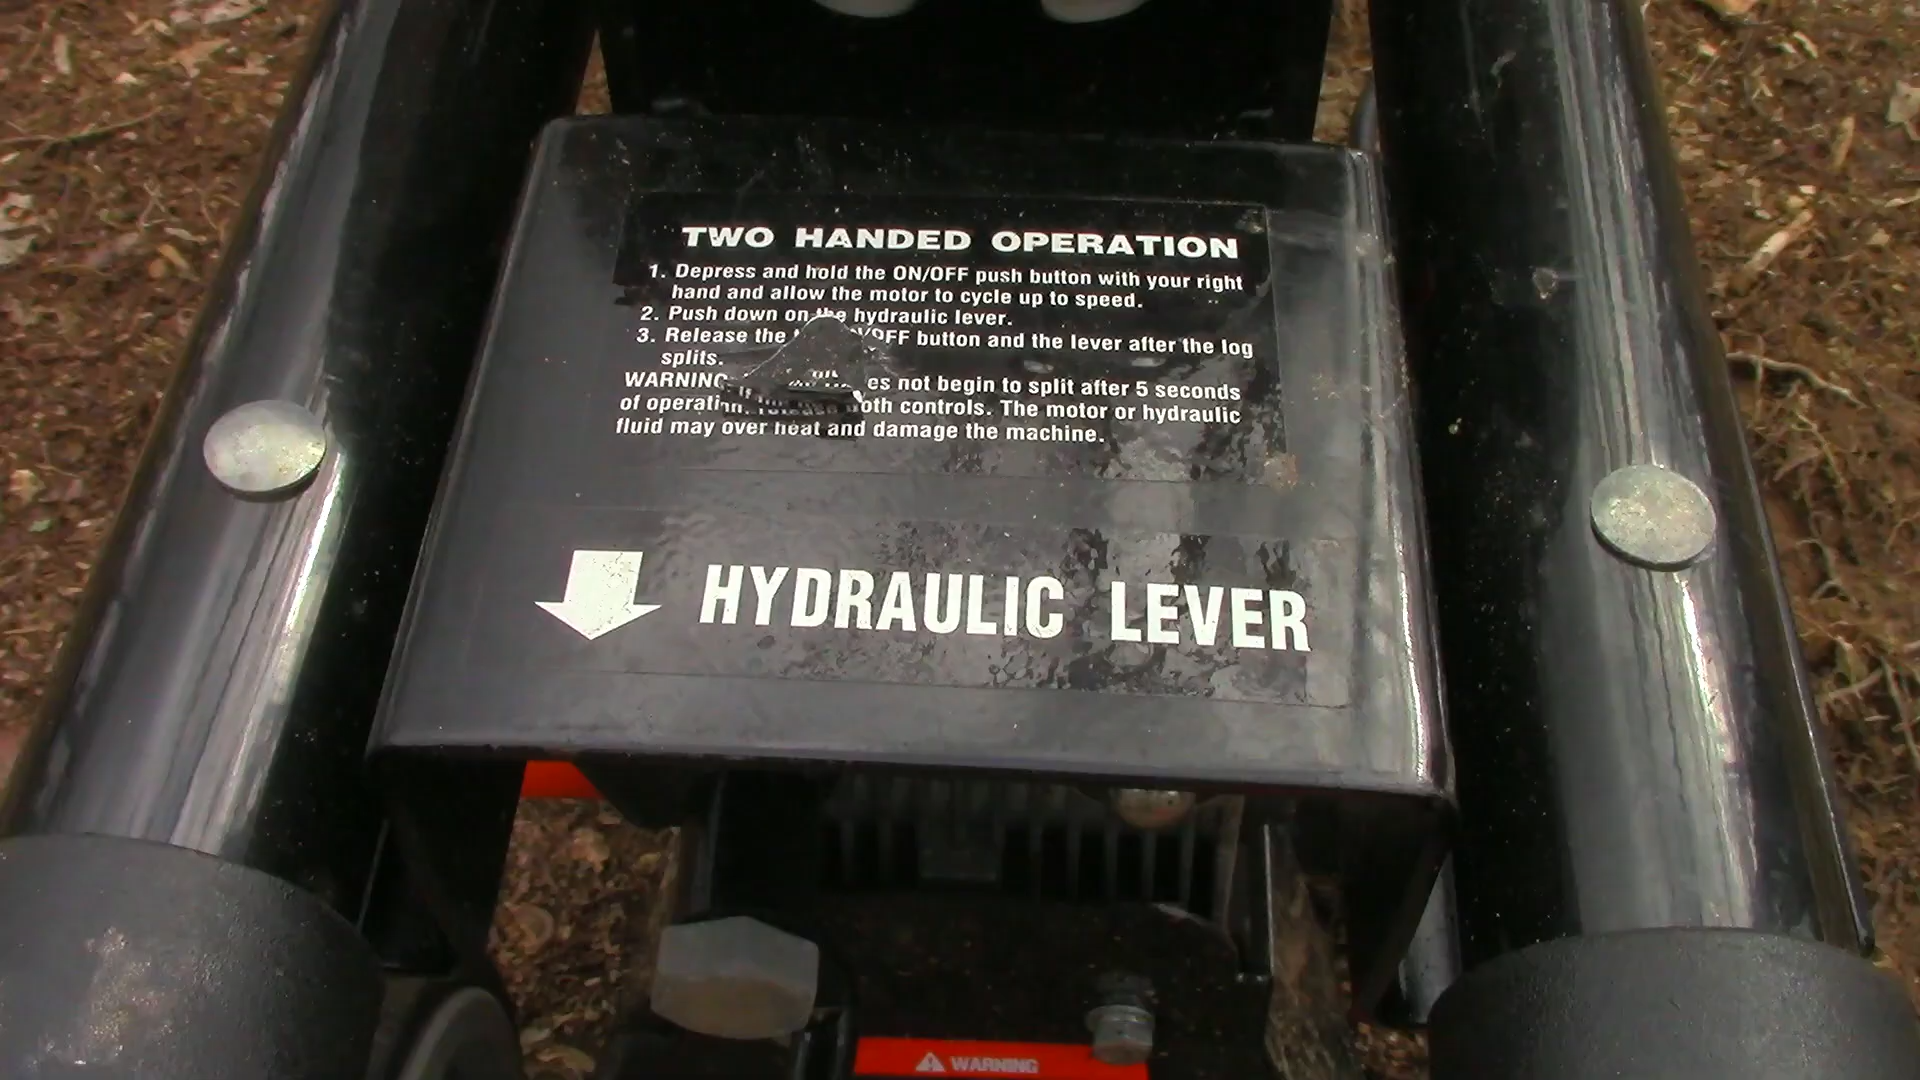 TWO HANDED OPERATION
1. Depress and hold the ON/OFF push button with your right
hand and allow the motor to cycle up to speed.
2. Push down on the hydraulic lever.
3. Release the button and the lever after the log
splits.
WARNING not begin to split after 5 seconds
of operation, release both controls. The motor or hydraulic
fluid may over heat and damage the machine.
HYDRAULIC LEVER
WARNING